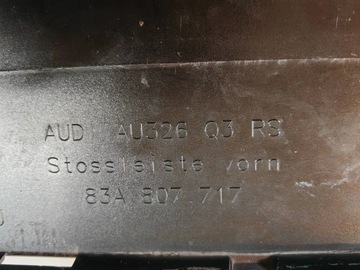 AUD AU326 Q3 RS
Stossleiste vorn
83A 807 717